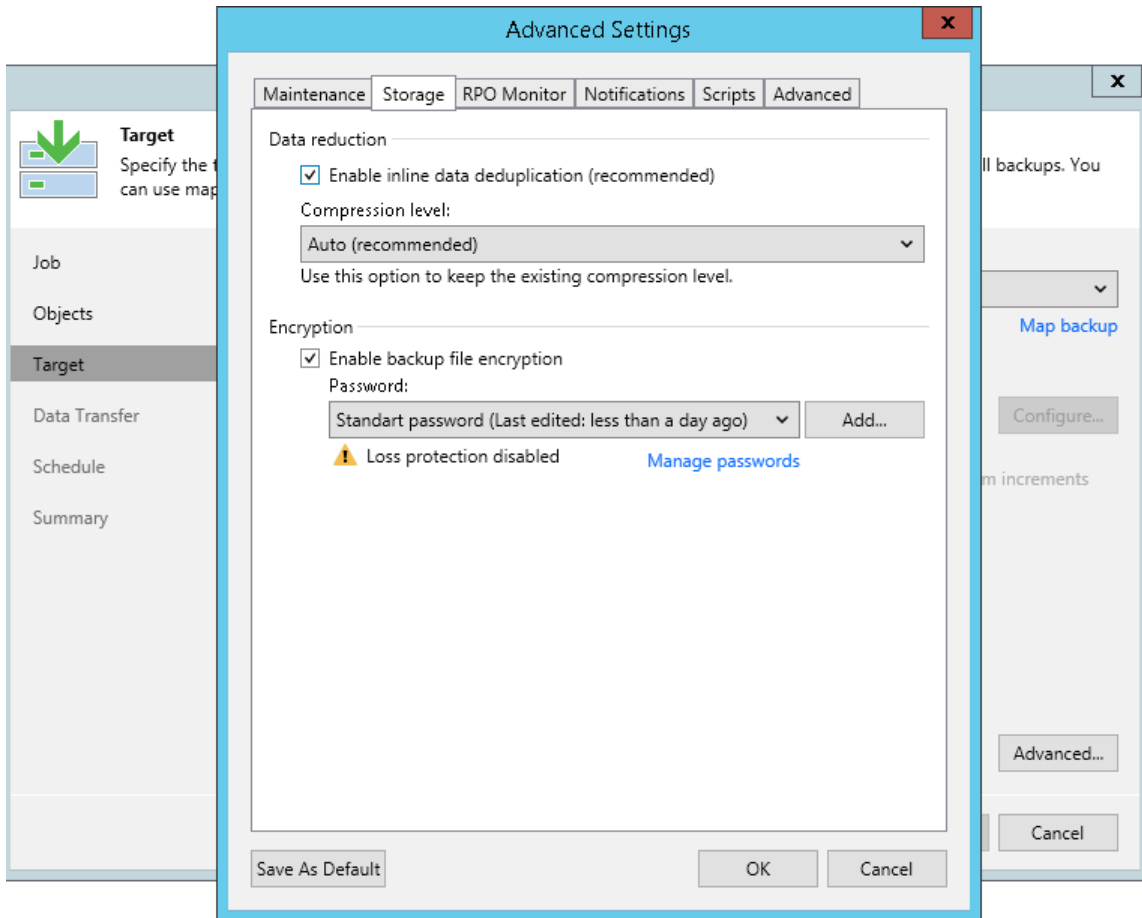 Advanced Settings
x
x
Target
Specify the t
can use map
ll backups. You
Job
Objects
Target
Data Transfer
Schedule
Summary
Maintenance Storage RPO Monitor Notifications Scripts Advanced
Data reduction
Enable inline data deduplication (recommended)
Compression level:
Auto (recommended)
Use this option to keep the existing compression level.
Encryption
Enable backup file encryption
Password:
Standart password (Last edited: less than a day ago)
Add...
Loss protection disabled
Manage passwords
Map backup
Configure...
m increments
Advanced...
Cancel
Save As Default
OK
Cancel